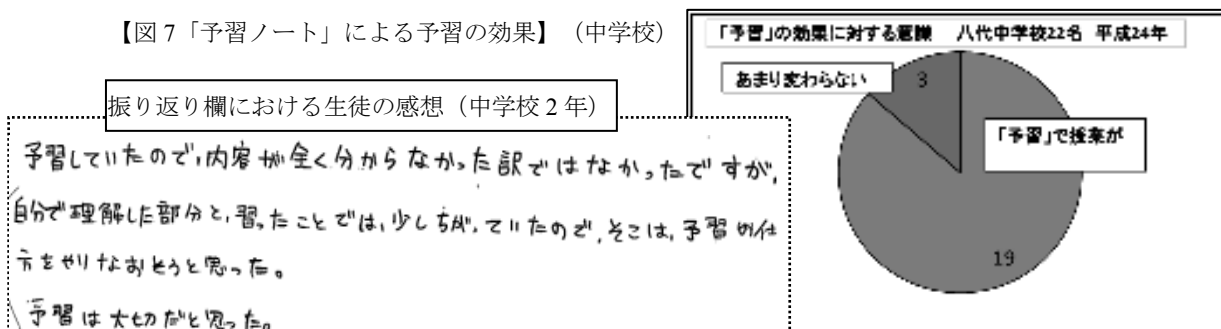 【図 7「予習ノート」による予習の効果】（中学校）
「予習」の効果に対する意識　八代中学校22名　平成24年
あまり変わらない
3
「予習」で授業が
19
振り返り欄における生徒の感想（中学校 2 年）
予習していたので、内容が全く分からなかった訳ではなかったですが、
自分で理解した部分と、習ったことでは、少しちがっていたので、そこは、予習の仕
方をやりなおそうと思った。
予習は大切だと思った。